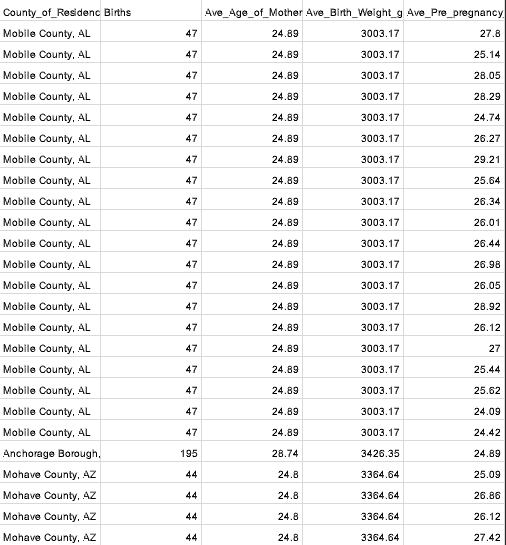 County_of_Residenc Births Ave_Age_of_Mother Ave_Birth_Weight_g Ave_Pre_pregnancy
Mobile County, AL 47 24.89 3003.17 27.8
Mobile County, AL 47 24.89 3003.17 25.14
Mobile County, AL 47 24.89 3003.17 28.05
Mobile County, AL 47 24.89 3003.17 28.29
Mobile County, AL 47 24.89 3003.17 24.74
Mobile County, AL 47 24.89 3003.17 26.27
Mobile County, AL 47 24.89 3003.17 29.21
Mobile County, AL 47 24.89 3003.17 25.64
Mobile County, AL 47 24.89 3003.17 26.34
Mobile County, AL 47 24.89 3003.17 26.01
Mobile County, AL 47 24.89 3003.17 26.44
Mobile County, AL 47 24.89 3003.17 26.98
Mobile County, AL 47 24.89 3003.17 26.05
Mobile County, AL 47 24.89 3003.17 28.92
Mobile County, AL 47 24.89 3003.17 26.12
Mobile County, AL 47 24.89 3003.17 27
Mobile County, AL 47 24.89 3003.17 25.44
Mobile County, AL 47 24.89 3003.17 25.62
Mobile County, AL 47 24.89 3003.17 24.09
Mobile County, AL 47 24.89 3003.17 24.42
Anchorage Borough, 195 28.74 3426.35 24.89
Mohave County, AZ 44 24.8 3364.64 25.09
Mohave County, AZ 44 24.8 3364.64 26.86
Mohave County, AZ 44 24.8 3364.64 26.12
Mohave County, AZ 44 24.8 3364.64 27.42